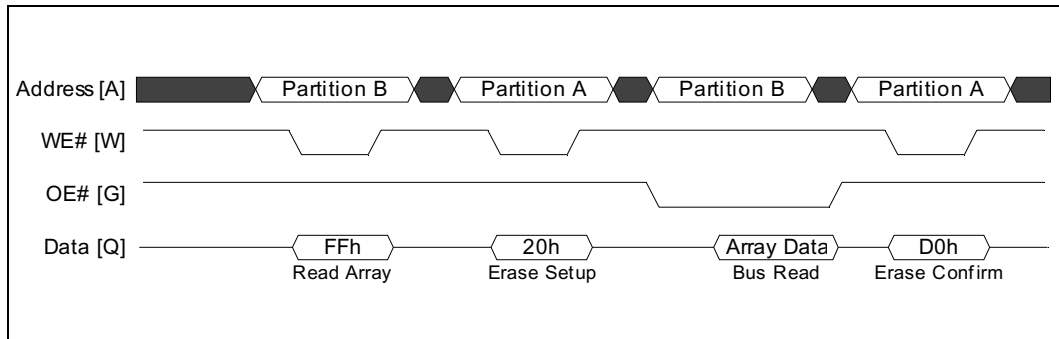 Address [A] Partition B Partition A Partition B Partition A
WE# [W]
OE# [G]
Data [Q] FFh 20h Array Data D0h
Read Array Erase Setup Bus Read Erase Confirm